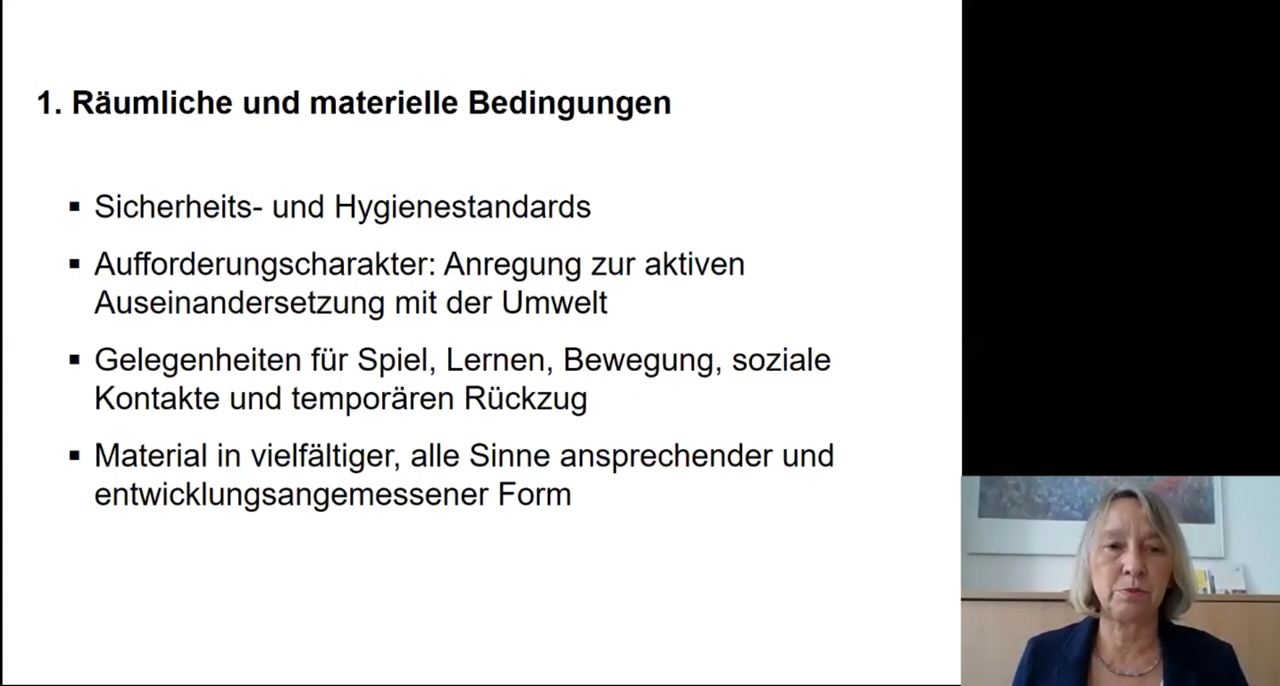 1. Räumliche und materielle Bedingungen
▪ Sicherheits- und Hygienestandards
▪ Aufforderungscharakter: Anregung zur aktiven
Auseinandersetzung mit der Umwelt
▪ Gelegenheiten für Spiel, Lernen, Bewegung, soziale
Kontakte und temporären Rückzug
▪ Material in vielfältiger, alle Sinne ansprechender und
entwicklungsangemessener Form